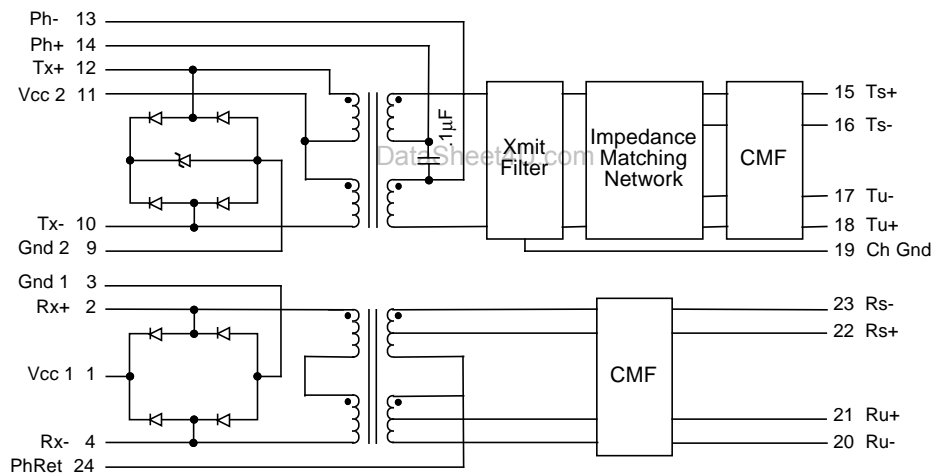 Ph- 13
Ph+ 14
Tx+ 12
Vcc 2 11
Tx- 10
Gnd 2 9
.1µF
DataSheet4U.com
Xmit
Filter
Impedance
Matching
Network
CMF
15 Ts+
16 Ts-
17 Tu-
18 Tu+
19 Ch Gnd
Gnd 1 3
Rx+ 2
Vcc 1 1
Rx- 4
PhRet 24
CMF
23 Rs-
22 Rs+
21 Ru+
20 Ru-